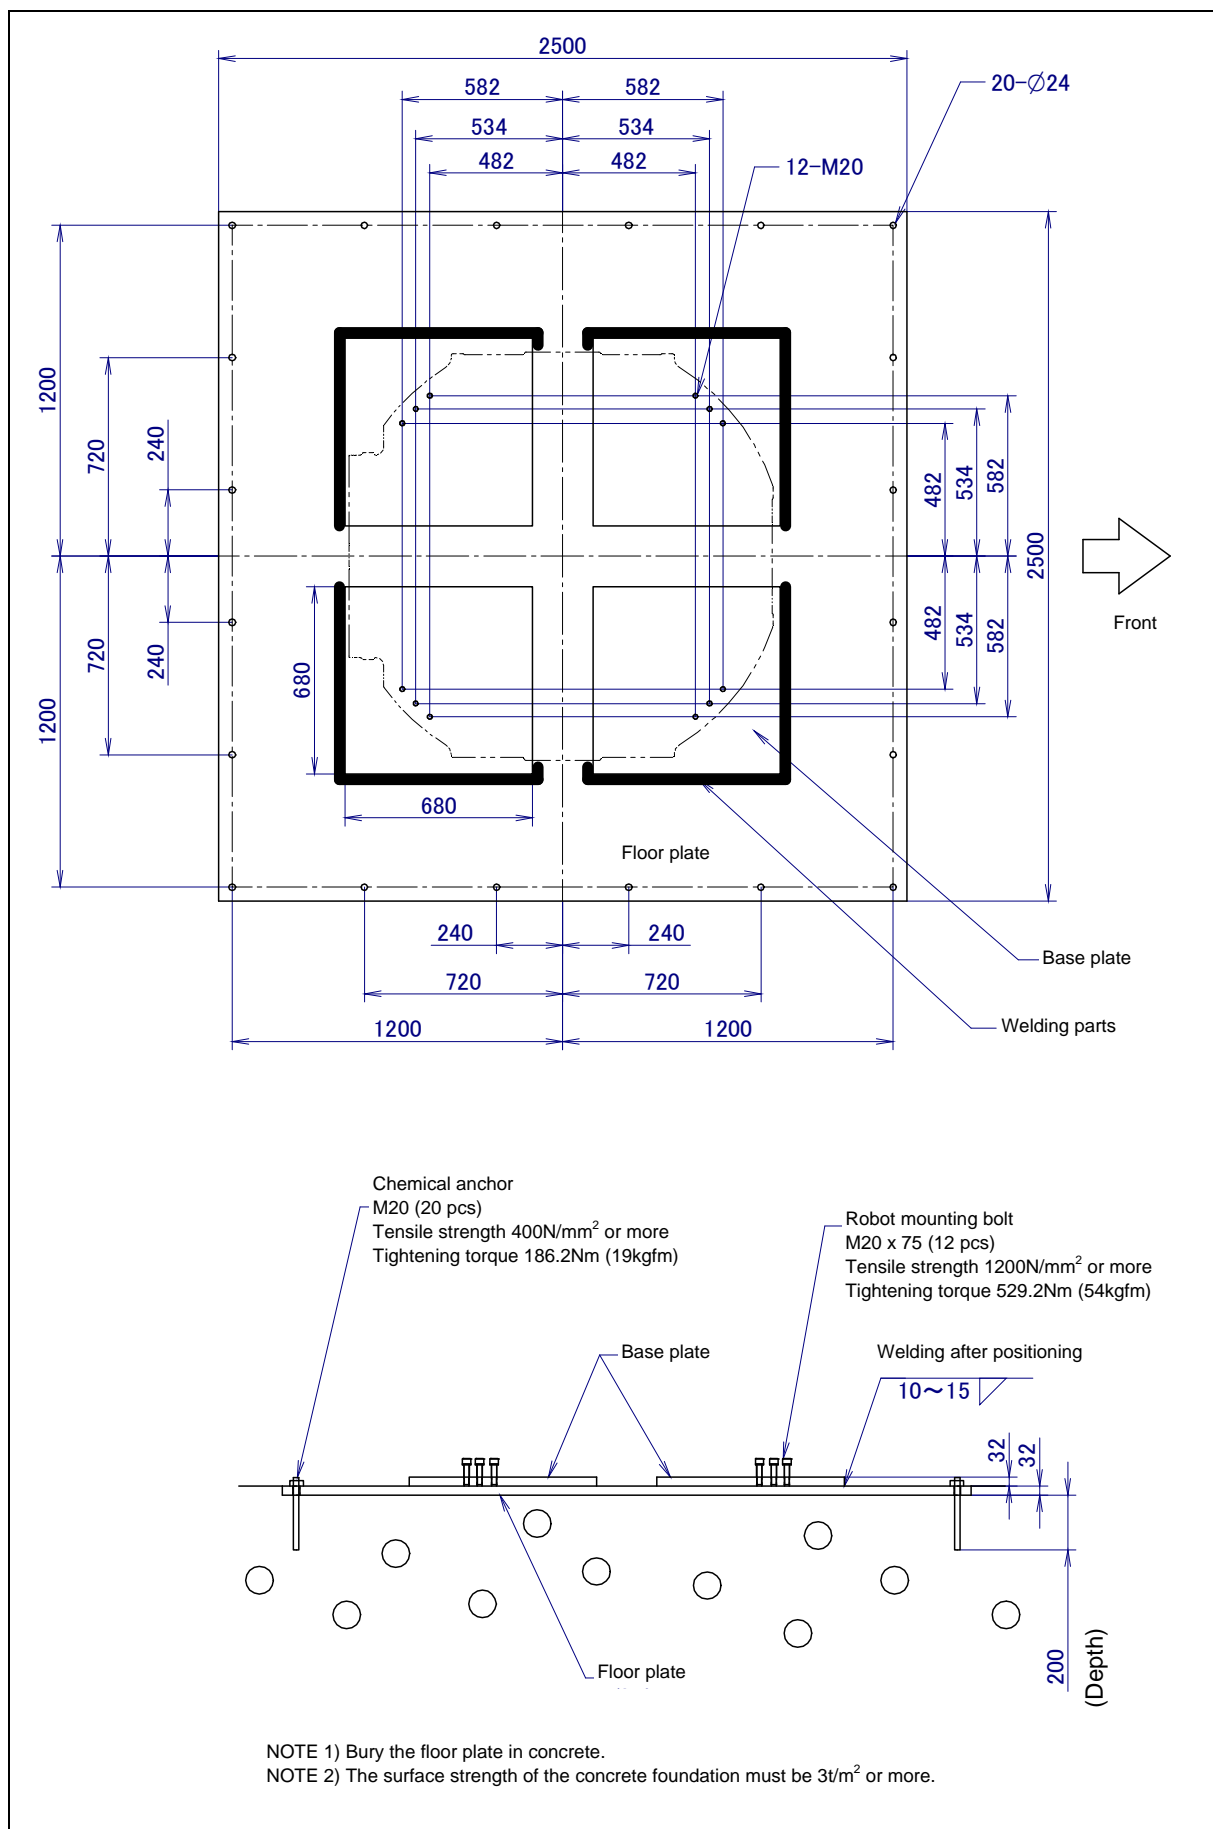 2500
582
582
20-∅24
534
534
482
482
12-M20
1200
720
240
482
534
582
2500
Front
240
720
1200
482
534
582
680
680
Floor plate
240
240
Base plate
720
720
Welding parts
1200
1200
Chemical anchor
M20 (20 pcs)
Tensile strength 400N/mm² or more
Tightening torque 186.2Nm (19kgfm)
Robot mounting bolt
M20 x 75 (12 pcs)
Tensile strength 1200N/mm² or more
Tightening torque 529.2Nm (54kgfm)
Base plate
Welding after positioning
10～15
32
32
200
(Depth)
Floor plate
NOTE 1) Bury the floor plate in concrete.
NOTE 2) The surface strength of the concrete foundation must be 3t/m² or more.